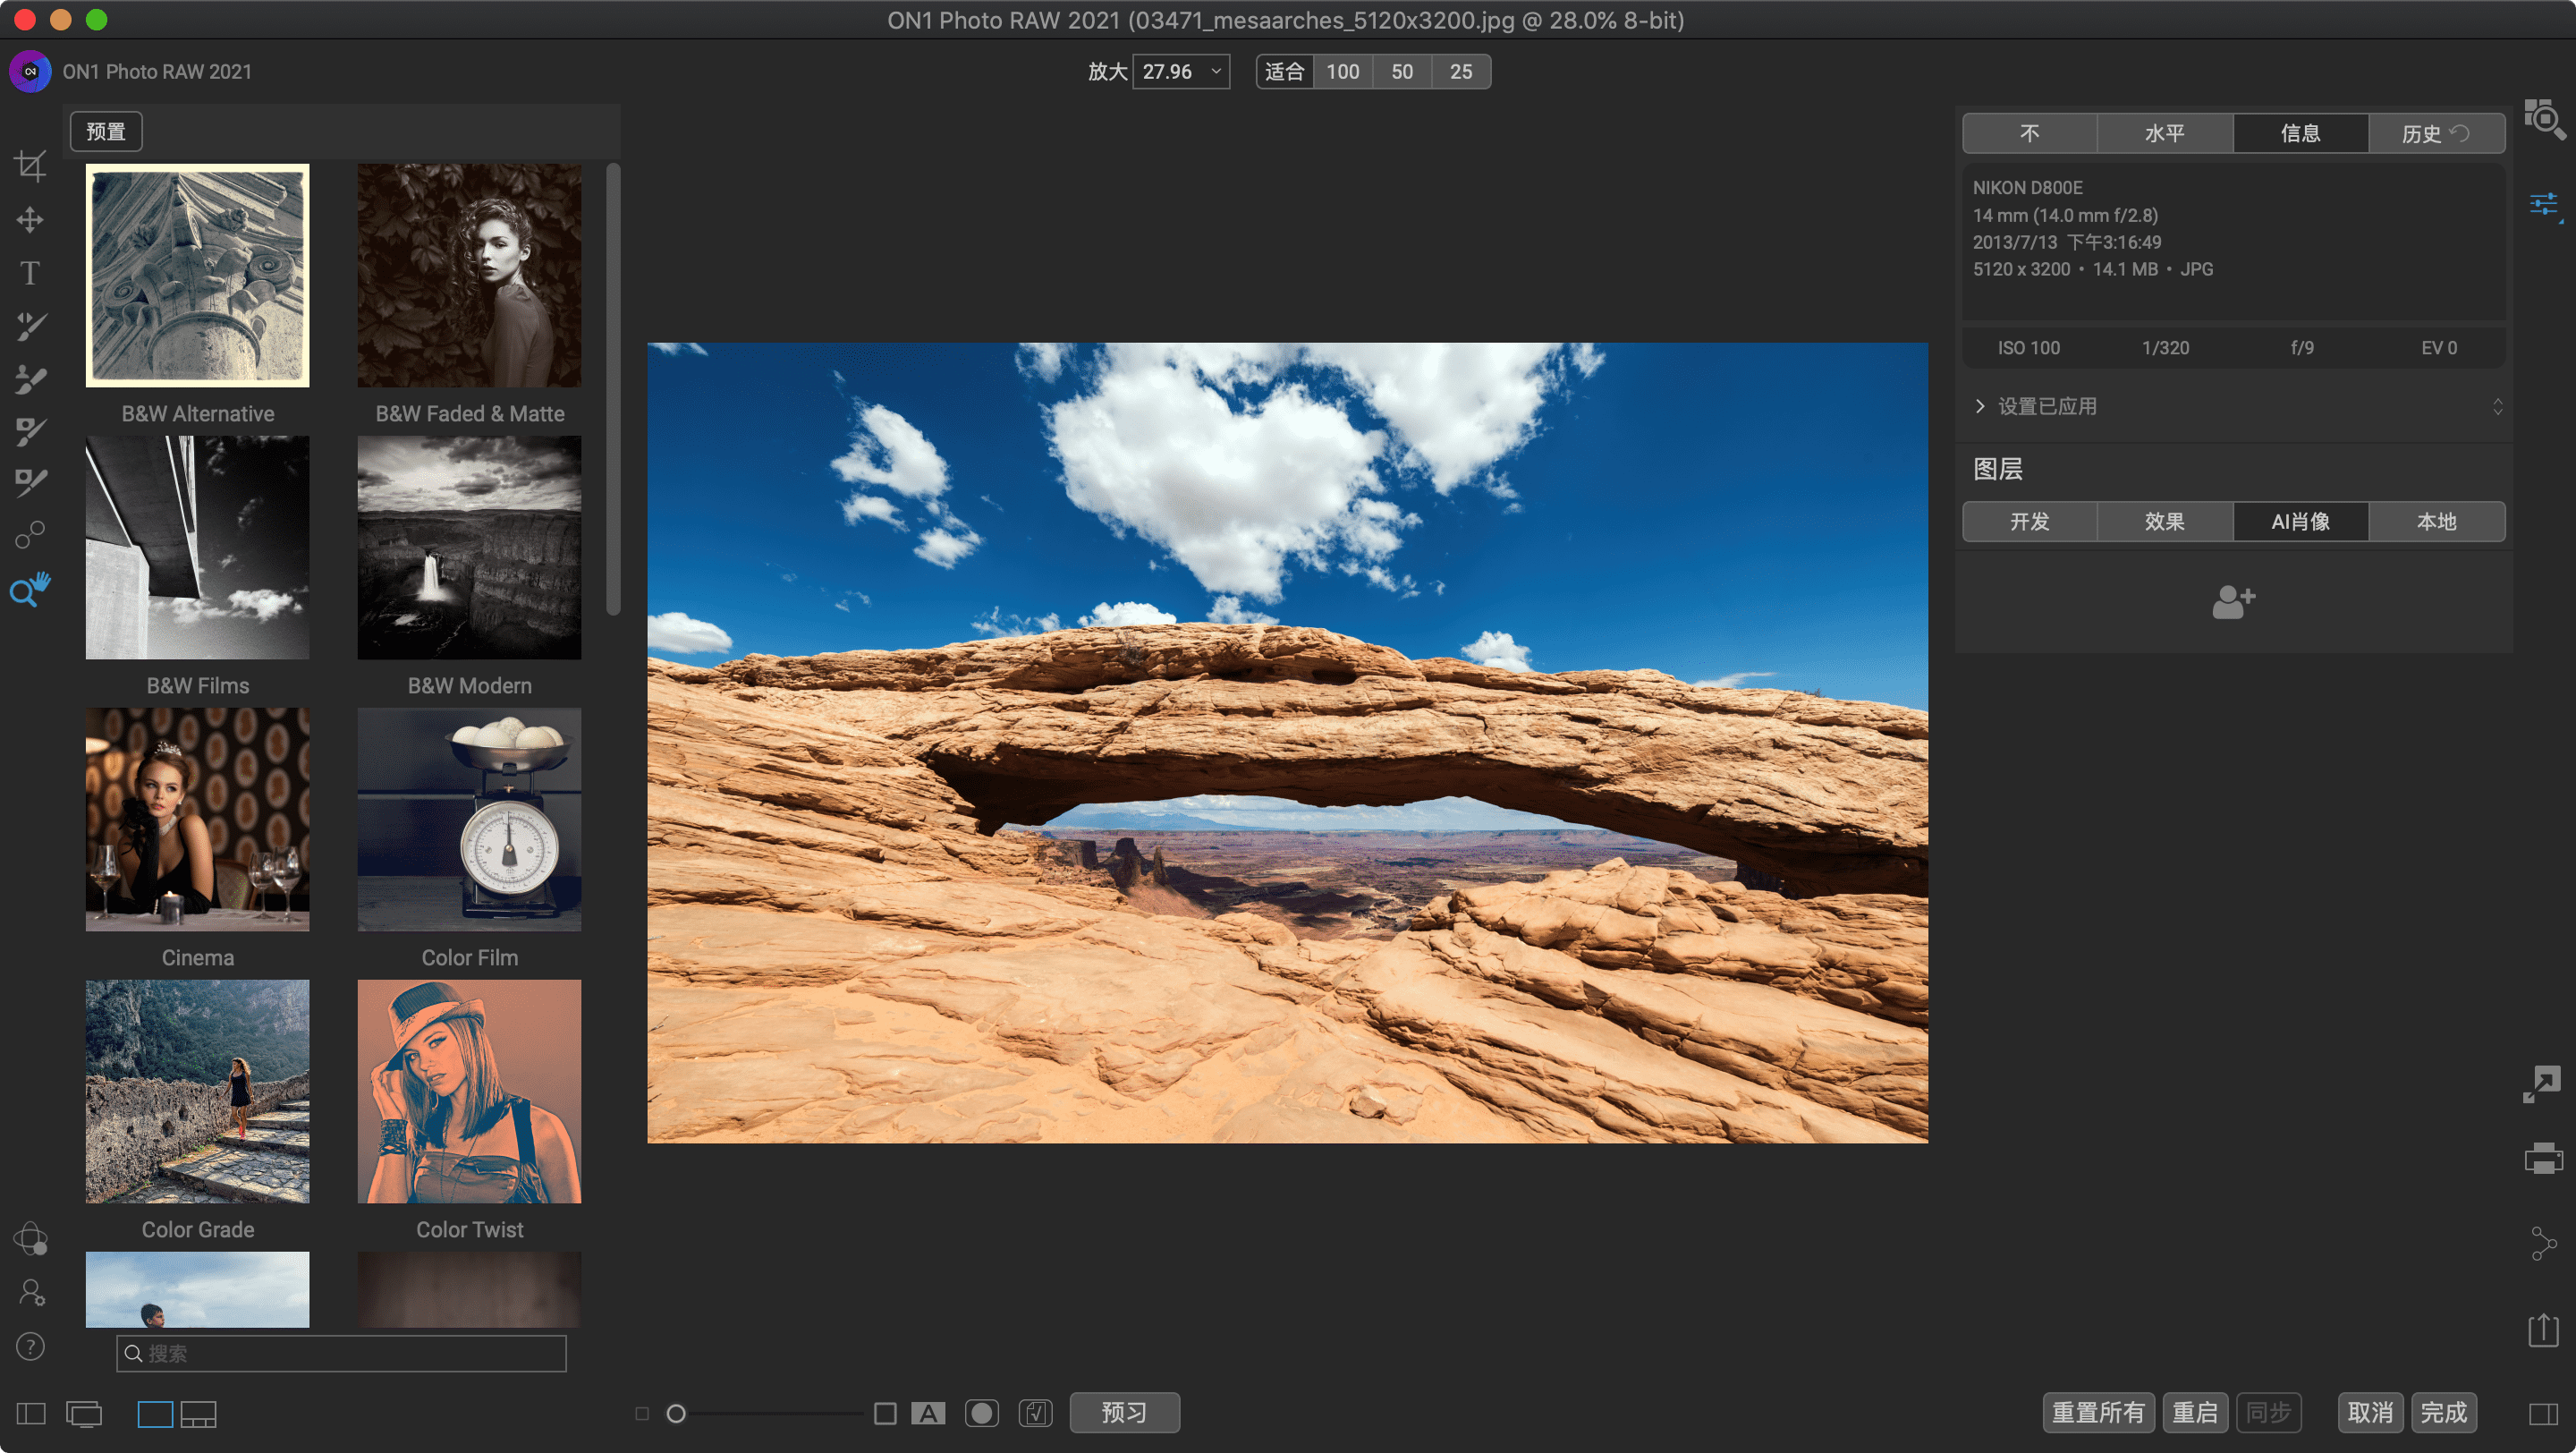 ON1 Photo RAW 2021 (03471_mesaarches_5120x3200.jpg @ 28.0% 8-bit)
ON1 Photo RAW 2021
放大 27.96 适合 100 50 25
预置
B&W Alternative B&W Faded & Matte
B&W Films B&W Modern
Cinema Color Film
Color Grade Color Twist
搜索
不 水平 信息 历史
NIKON D800E
14 mm (14.0 mm f/2.8)
2013/7/13 下午3:16:49
5120 x 3200 • 14.1 MB • JPG
ISO 100 1/320 f/9 EV 0
设置已应用
图层
开发 效果 AI肖像 本地
A 预习 重置所有 重启 同步 取消 完成